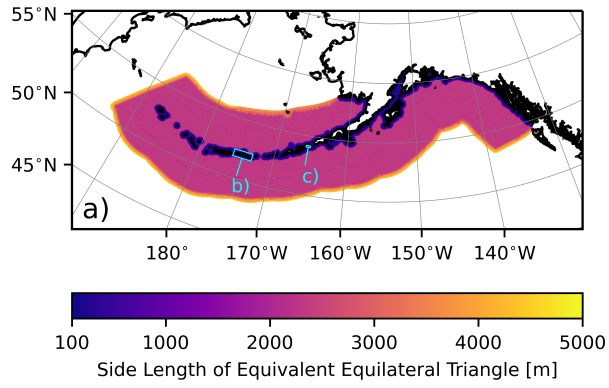 55°N
50°N
45°N
b)
c)
a)
180° 170°W 160°W 150°W 140°W
100 1000 2000 3000 4000 5000
Side Length of Equivalent Equilateral Triangle [m]